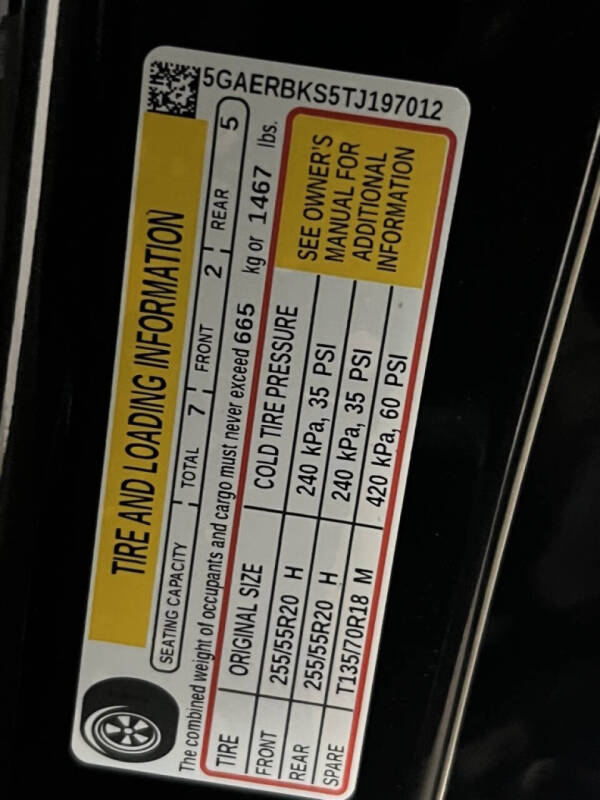 5GAERBKS5TJ197012
TIRE AND LOADING INFORMATION
SEATING CAPACITY TOTAL 7 FRONT 2 REAR 5
The combined weight of occupants and cargo must never exceed 665 kg or 1467 lbs.
TIRE ORIGINAL SIZE COLD TIRE PRESSURE
FRONT 255/55R20 H 240 kPa, 35 PSI
REAR 255/55R20 H 240 kPa, 35 PSI
SPARE T135/70R18 M 420 kPa, 60 PSI
SEE OWNER'S
MANUAL FOR
ADDITIONAL
INFORMATION